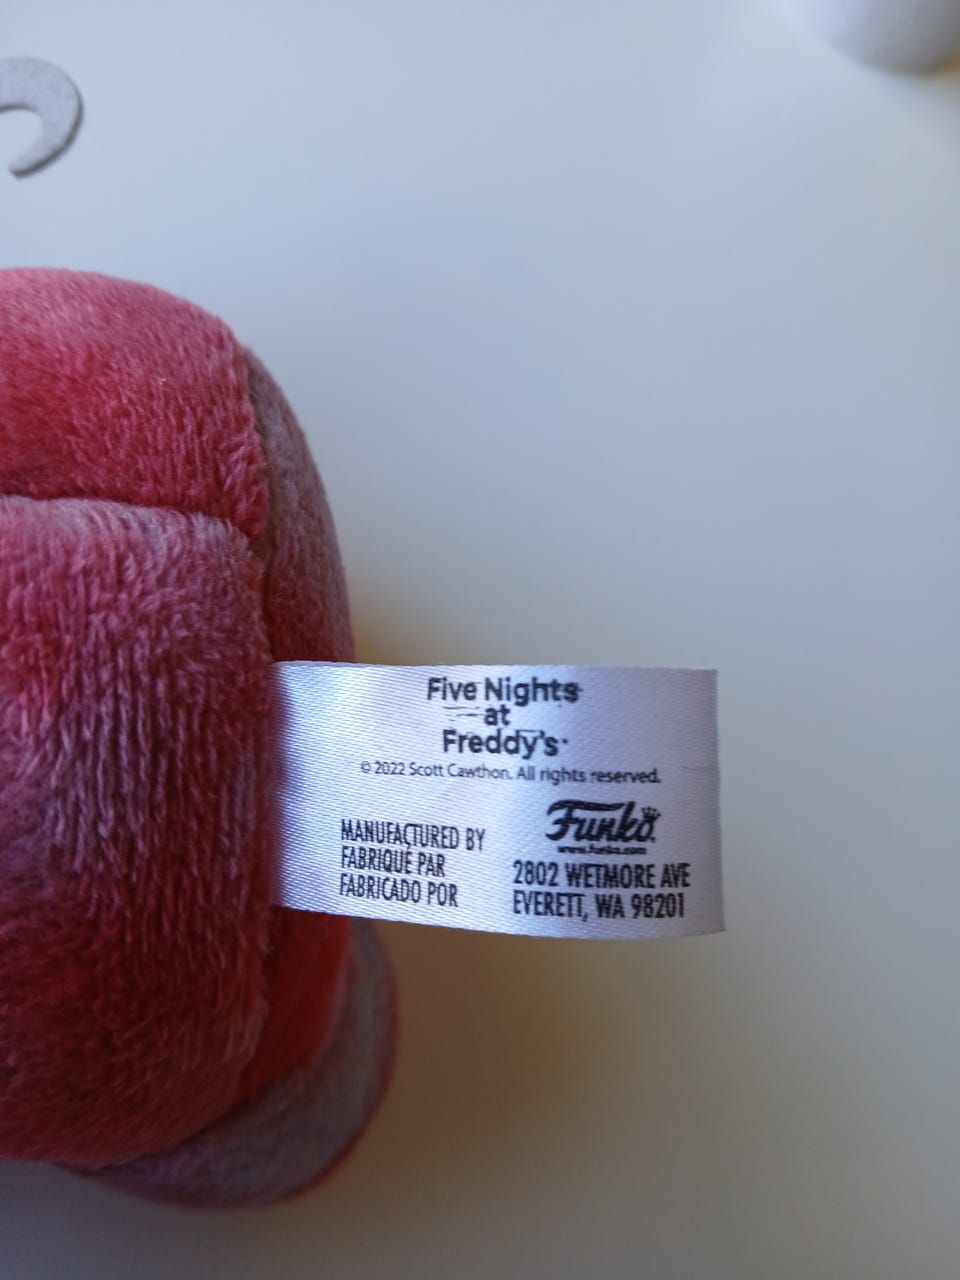 Five Nights
at
Freddy's™
© 2022 Scott Cawthon. All rights reserved.
MANUFACTURED BY
FABRIQUÉ PAR
FABRICADO POR
Funko
www.funko.com
2802 WETMORE AVE
EVERETT, WA 98201